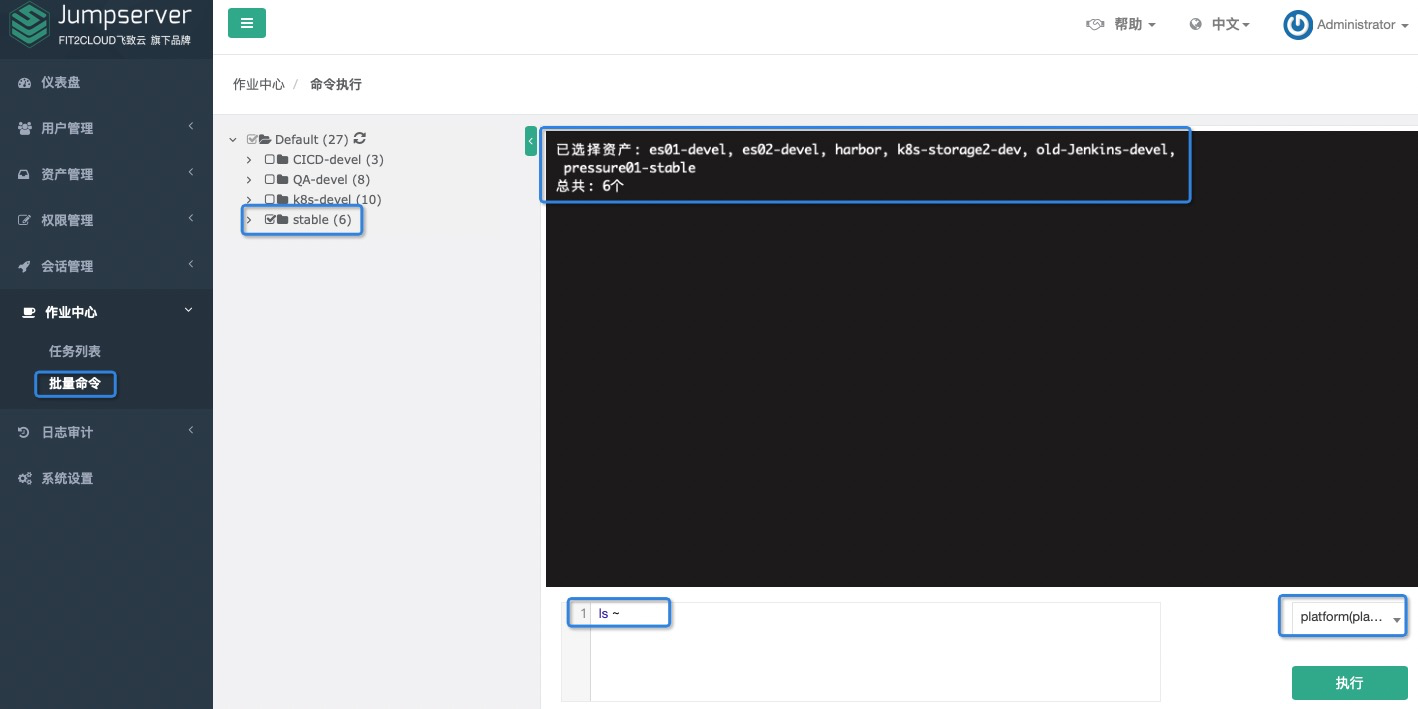 Jumpserver
FIT2CLOUD飞致云 旗下品牌
帮助
中文
Administrator
仪表盘
用户管理
资产管理
权限管理
会话管理
作业中心
任务列表
批量命令
日志审计
系统设置
作业中心 / 命令执行
Default (27)
CICD-devel (3)
QA-devel (8)
k8s-devel (10)
stable (6)
已选择资产: es01-devel, es02-devel, harbor, k8s-storage2-dev, old-Jenkins-devel,
pressure01-stable
总共: 6个
1 ls ~
platform(pla...
执行